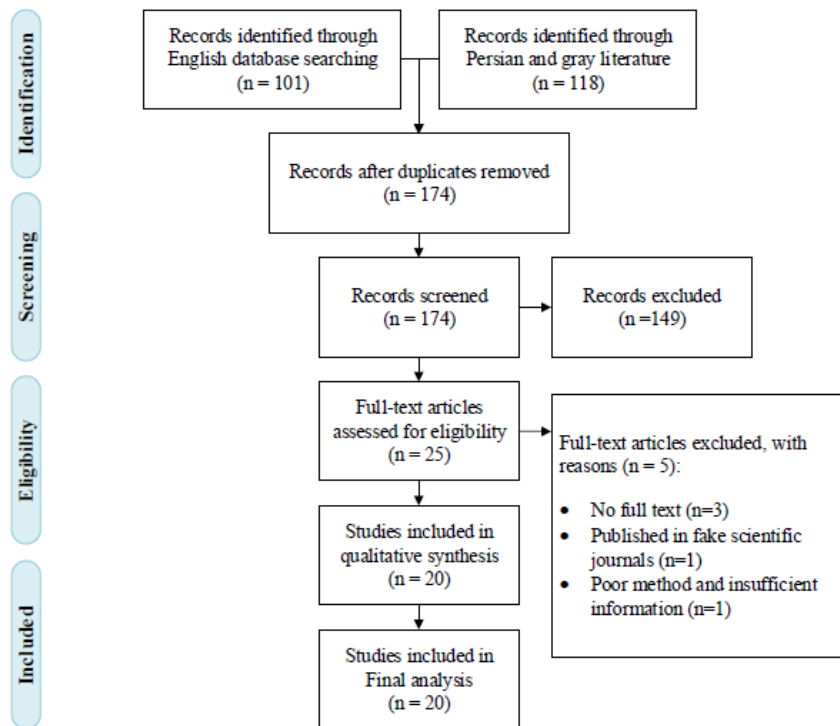 Identification
Records identified through
English database searching
(n = 101)
Records identified through
Persian and gray literature
(n = 118)
Records after duplicates removed
(n = 174)
Screening
Records screened
(n = 174)
Records excluded
(n =149)
Eligibility
Full-text articles
assessed for eligibility
(n = 25)
Full-text articles excluded, with
reasons (n = 5):
• No full text (n=3)
• Published in fake scientific
journals (n=1)
• Poor method and insufficient
information (n=1)
Studies included in
qualitative synthesis
(n = 20)
Included
Studies included in
Final analysis
(n = 20)